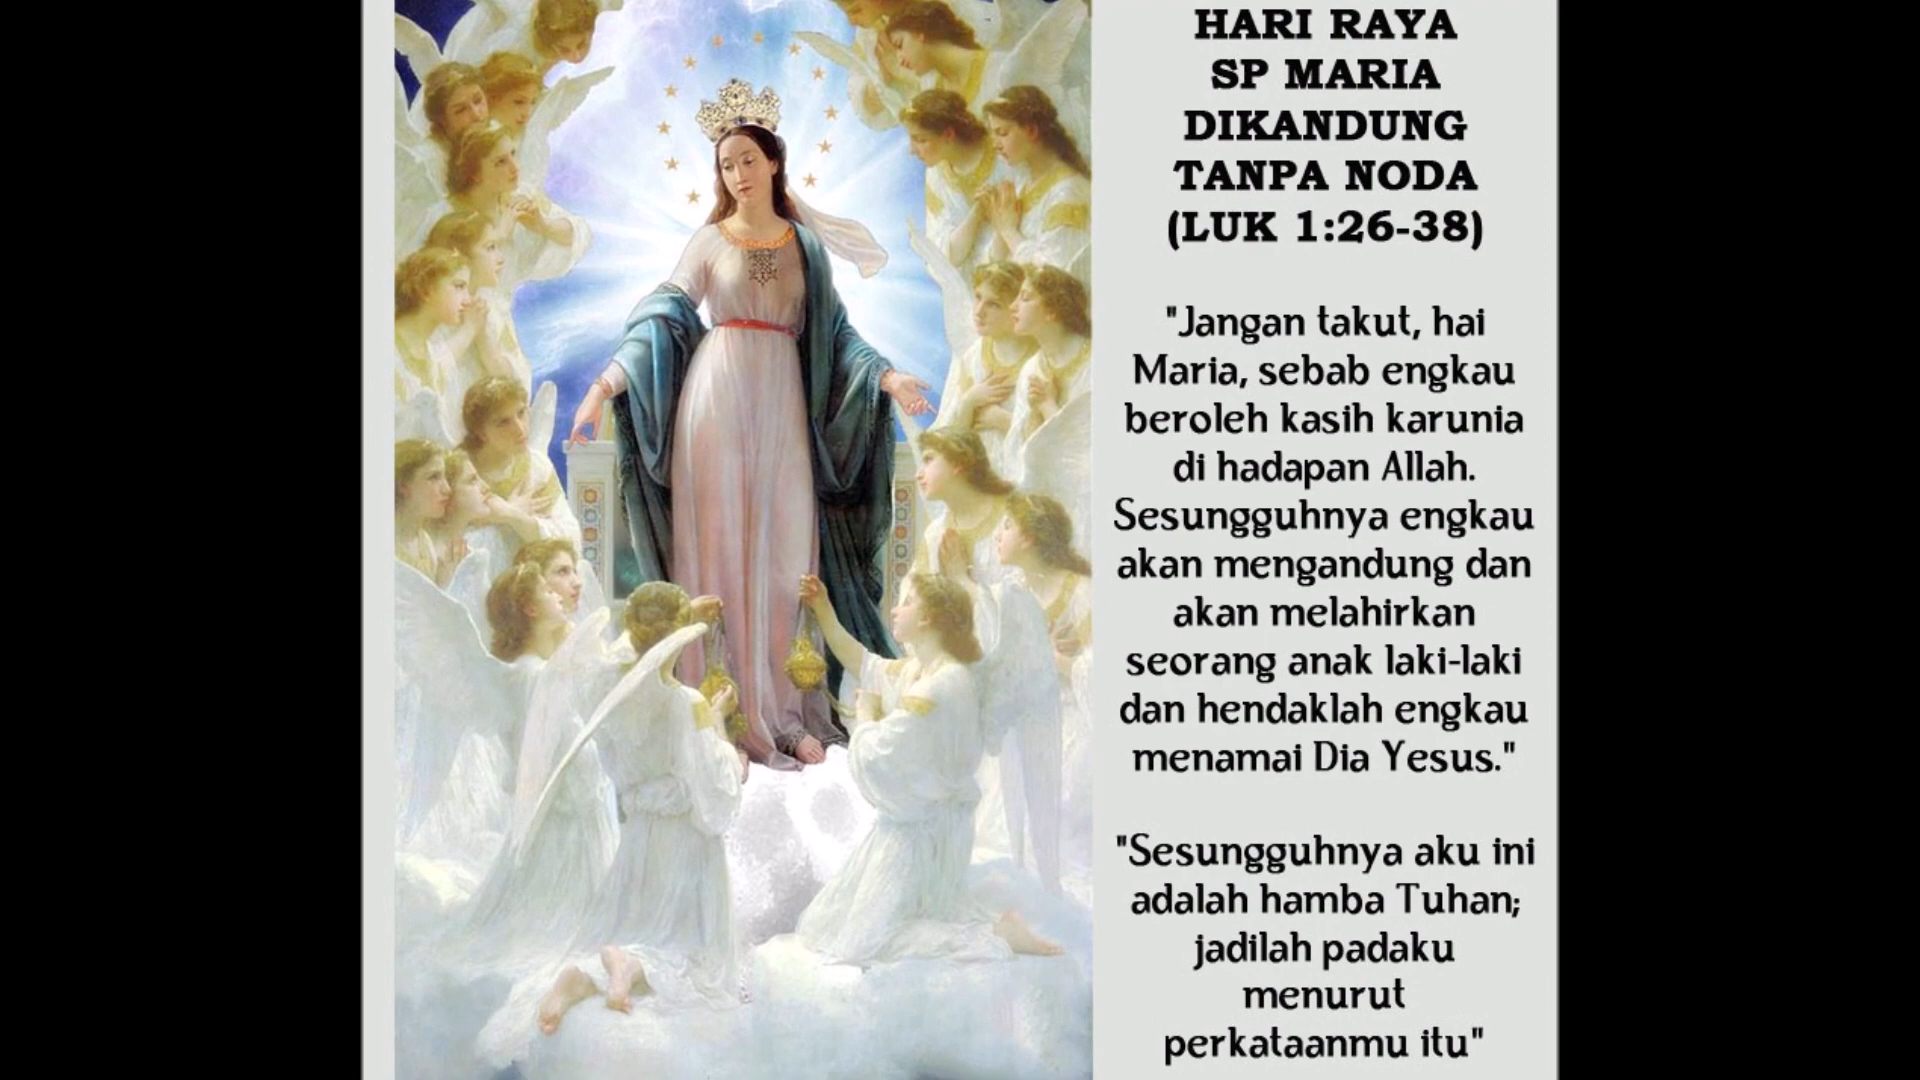 HARI RAYA
SP MARIA
DIKANDUNG
TANPA NODA
(LUK 1:26-38)
"Jangan takut, hai
Maria, sebab engkau
beroleh kasih karunia
di hadapan Allah.
Sesungguhnya engkau
akan mengandung dan
akan melahirkan
seorang anak laki-laki
dan hendaklah engkau
menamai Dia Yesus."
"Sesungguhnya aku ini
adalah hamba Tuhan;
jadilah padaku
menurut
perkataanmu itu"